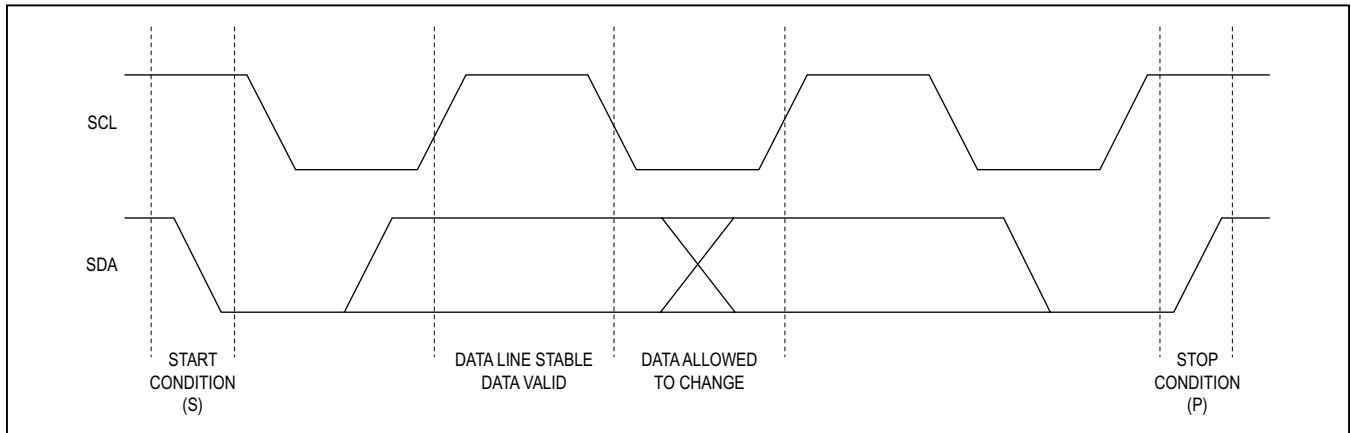 SCL
SDA
START
CONDITION
(S)
DATA LINE STABLE
DATA VALID
DATA ALLOWED
TO CHANGE
STOP
CONDITION
(P)